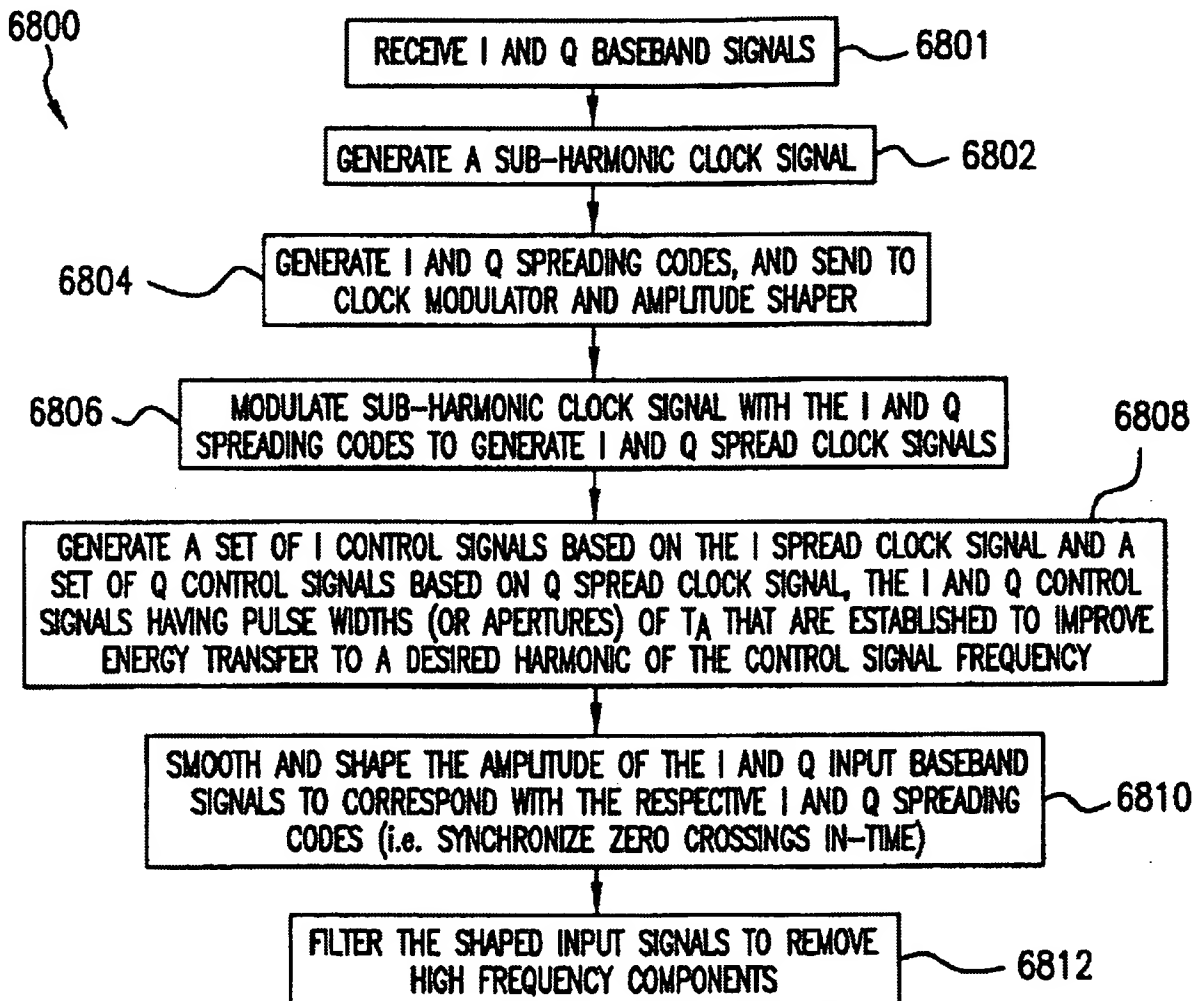 6800
RECEIVE I AND Q BASEBAND SIGNALS
6801
GENERATE A SUB-HARMONIC CLOCK SIGNAL
6802
GENERATE I AND Q SPREADING CODES, AND SEND TO
CLOCK MODULATOR AND AMPLITUDE SHAPER
6804
MODULATE SUB-HARMONIC CLOCK SIGNAL WITH THE I AND Q
SPREADING CODES TO GENERATE I AND Q SPREAD CLOCK SIGNALS
6806
6808
GENERATE A SET OF I CONTROL SIGNALS BASED ON THE I SPREAD CLOCK SIGNAL AND A
SET OF Q CONTROL SIGNALS BASED ON Q SPREAD CLOCK SIGNAL, THE I AND Q CONTROL
SIGNALS HAVING PULSE WIDTHS (OR APERTURES) OF TA THAT ARE ESTABLISHED TO IMPROVE
ENERGY TRANSFER TO A DESIRED HARMONIC OF THE CONTROL SIGNAL FREQUENCY
SMOOTH AND SHAPE THE AMPLITUDE OF THE I AND Q INPUT BASEBAND
SIGNALS TO CORRESPOND WITH THE RESPECTIVE I AND Q SPREADING
CODES (i.e. SYNCHRONIZE ZERO CROSSINGS IN-TIME)
6810
FILTER THE SHAPED INPUT SIGNALS TO REMOVE
HIGH FREQUENCY COMPONENTS
6812